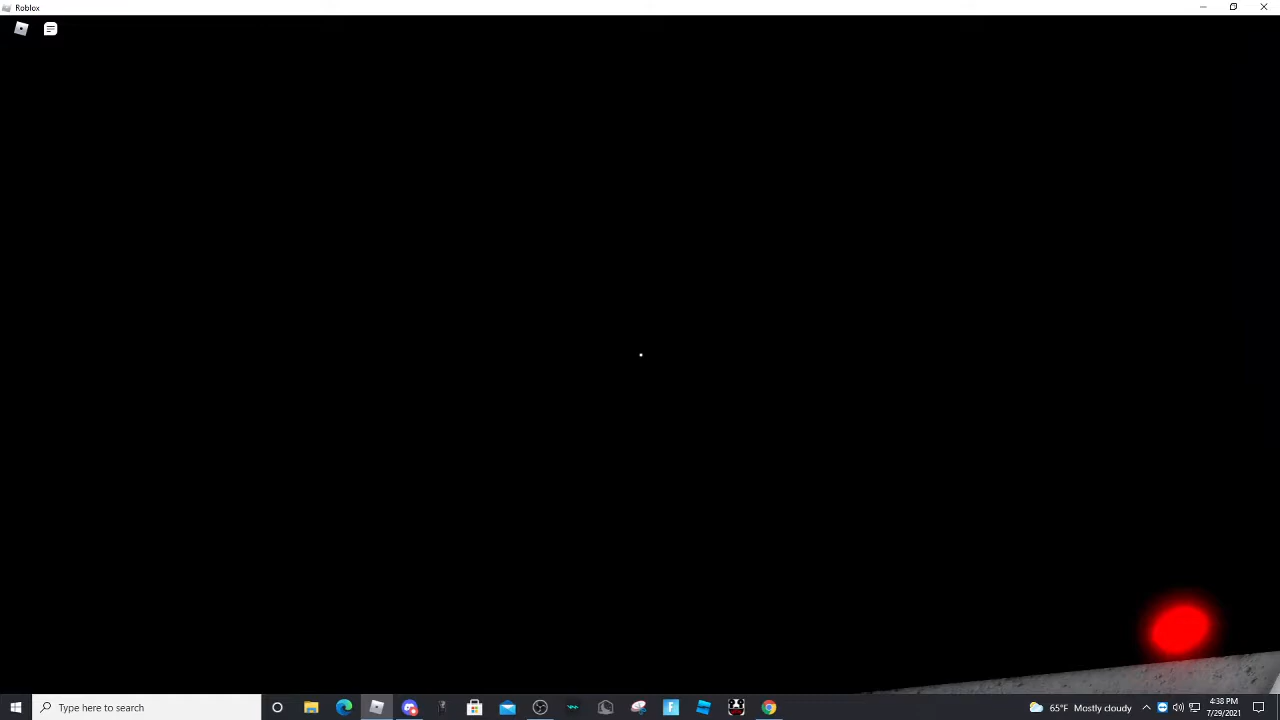 Roblox
Type here to search
65°F Mostly cloudy
4:38 PM
7/29/2021